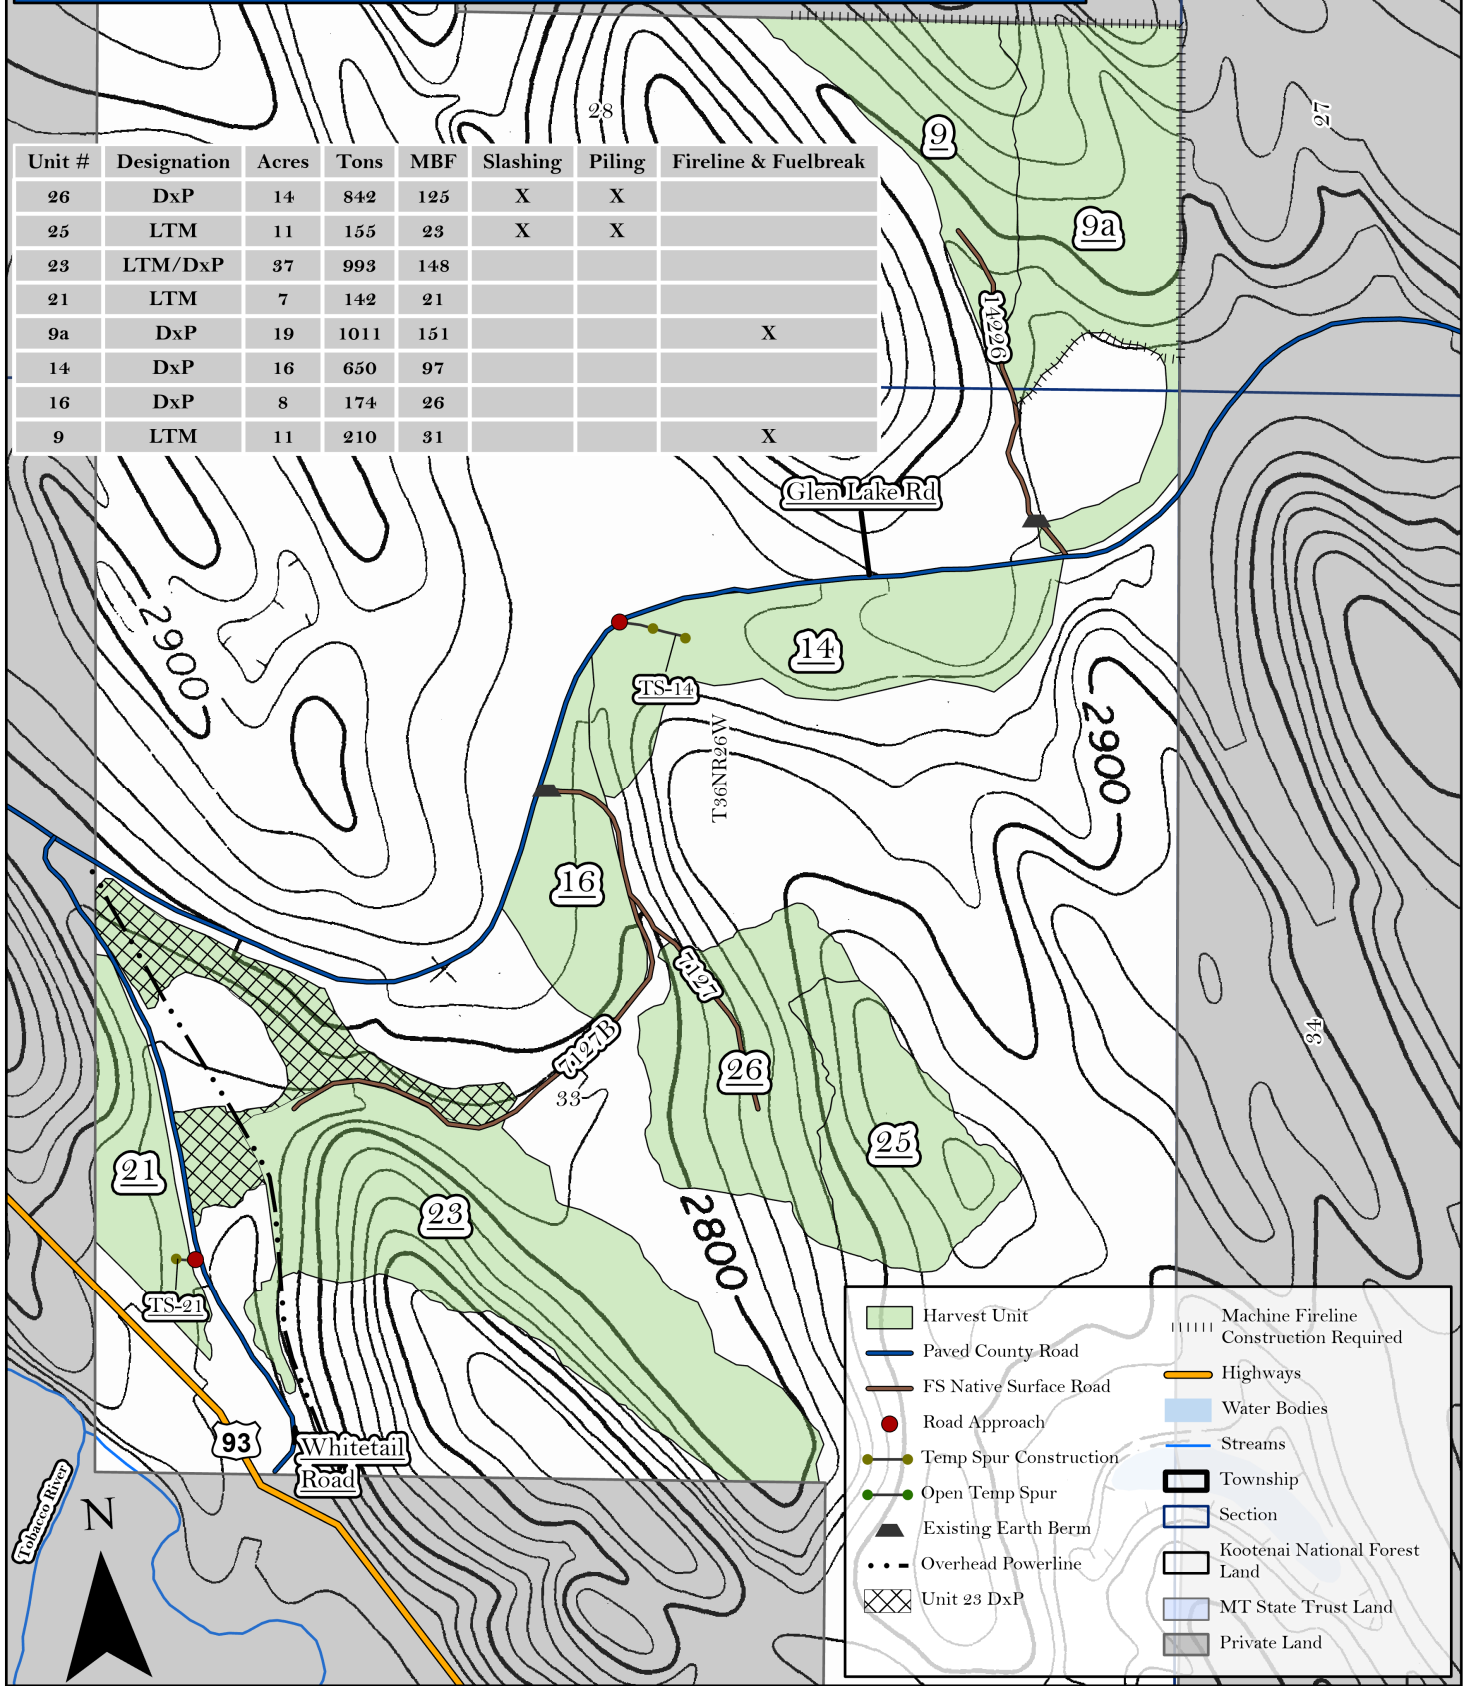 28
27
Unit # Designation Acres Tons MBF Slashing Piling Fireline & Fuelbreak
26 DxP 14 842 125 X X
25 LTM 11 155 23 X X
23 LTM/DxP 37 993 148
21 LTM 7 142 21
9a DxP 19 1011 151 X
14 DxP 16 650 97
16 DxP 8 174 26
9 LTM 11 210 31 X
9
9a
14226
Glen Lake Rd
2900
14
TS-14
T36NR26W
2900
16
7127
7127B
26
33
34
25
21
23
2800
TS-21
93
Whitetail
Road
Tobacco River
N
Harvest Unit
Paved County Road
FS Native Surface Road
Road Approach
Temp Spur Construction
Open Temp Spur
Existing Earth Berm
Overhead Powerline
Unit 23 DxP
Machine Fireline
Construction Required
Highways
Water Bodies
Streams
Township
Section
Kootenai National Forest
Land
MT State Trust Land
Private Land